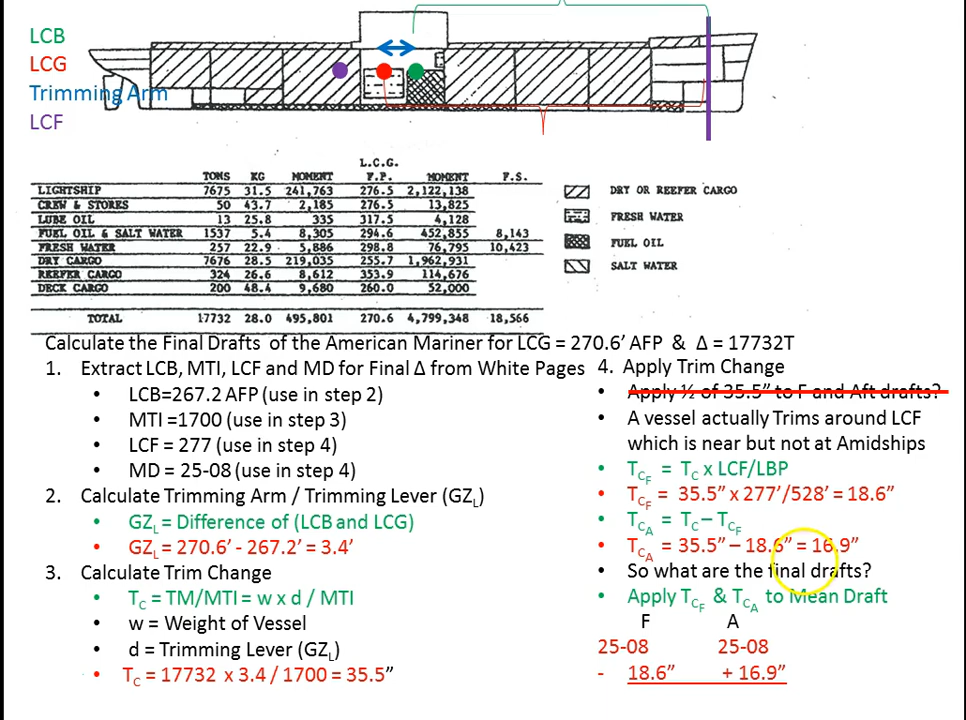 LCB
LCG
Trimming Arm
LCF
L.C.G.
TONS KG MOMENT F.P. MOMENT F.S.
LIGHTSHIP 7675 31.5 241,763 276.5 2,122,138
CREW & STORES 50 43.7 2,185 276.5 13,825
LUBE OIL 13 25.8 335 317.5 4,128
FUEL OIL & SALT WATER 1537 5.4 8,305 294.6 452,855 8,143
FRESH WATER 257 22.9 5,886 298.8 76,795 10,423
DRY CARGO 7676 28.5 219,035 255.7 1,962,931
REEFER CARGO 324 26.6 8,612 353.9 114,676
DECK CARGO 200 48.4 9,680 260.0 52,000
TOTAL 17732 28.0 495,801 270.6 4,799,348 18,566
DRY OR REEFER CARGO
FRESH WATER
FUEL OIL
SALT WATER
Calculate the Final Drafts of the American Mariner for LCG = 270.6' AFP & Δ = 17732T
1. Extract LCB, MTI, LCF and MD for Final Δ from White Pages
• LCB=267.2 AFP (use in step 2)
• MTI =1700 (use in step 3)
• LCF = 277 (use in step 4)
• MD = 25-08 (use in step 4)
2. Calculate Trimming Arm / Trimming Lever (GZL)
• GZL = Difference of (LCB and LCG)
• GZL = 270.6' - 267.2' = 3.4'
3. Calculate Trim Change
• TC = TM/MTI = w x d / MTI
• w = Weight of Vessel
• d = Trimming Lever (GZL)
• TC = 17732 x 3.4 / 1700 = 35.5"
4. Apply Trim Change
• Apply ½ of 35.5" to F and Aft drafts?
• A vessel actually Trims around LCF
which is near but not at Amidships
• TCF = TC x LCF/LBP
• TCF = 35.5" x 277'/528' = 18.6"
• TCA = TC – TCF
• TCA = 35.5" – 18.6" = 16.9"
• So what are the final drafts?
• Apply TCF & TCA to Mean Draft
F A
25-08 25-08
- 18.6" + 16.9"